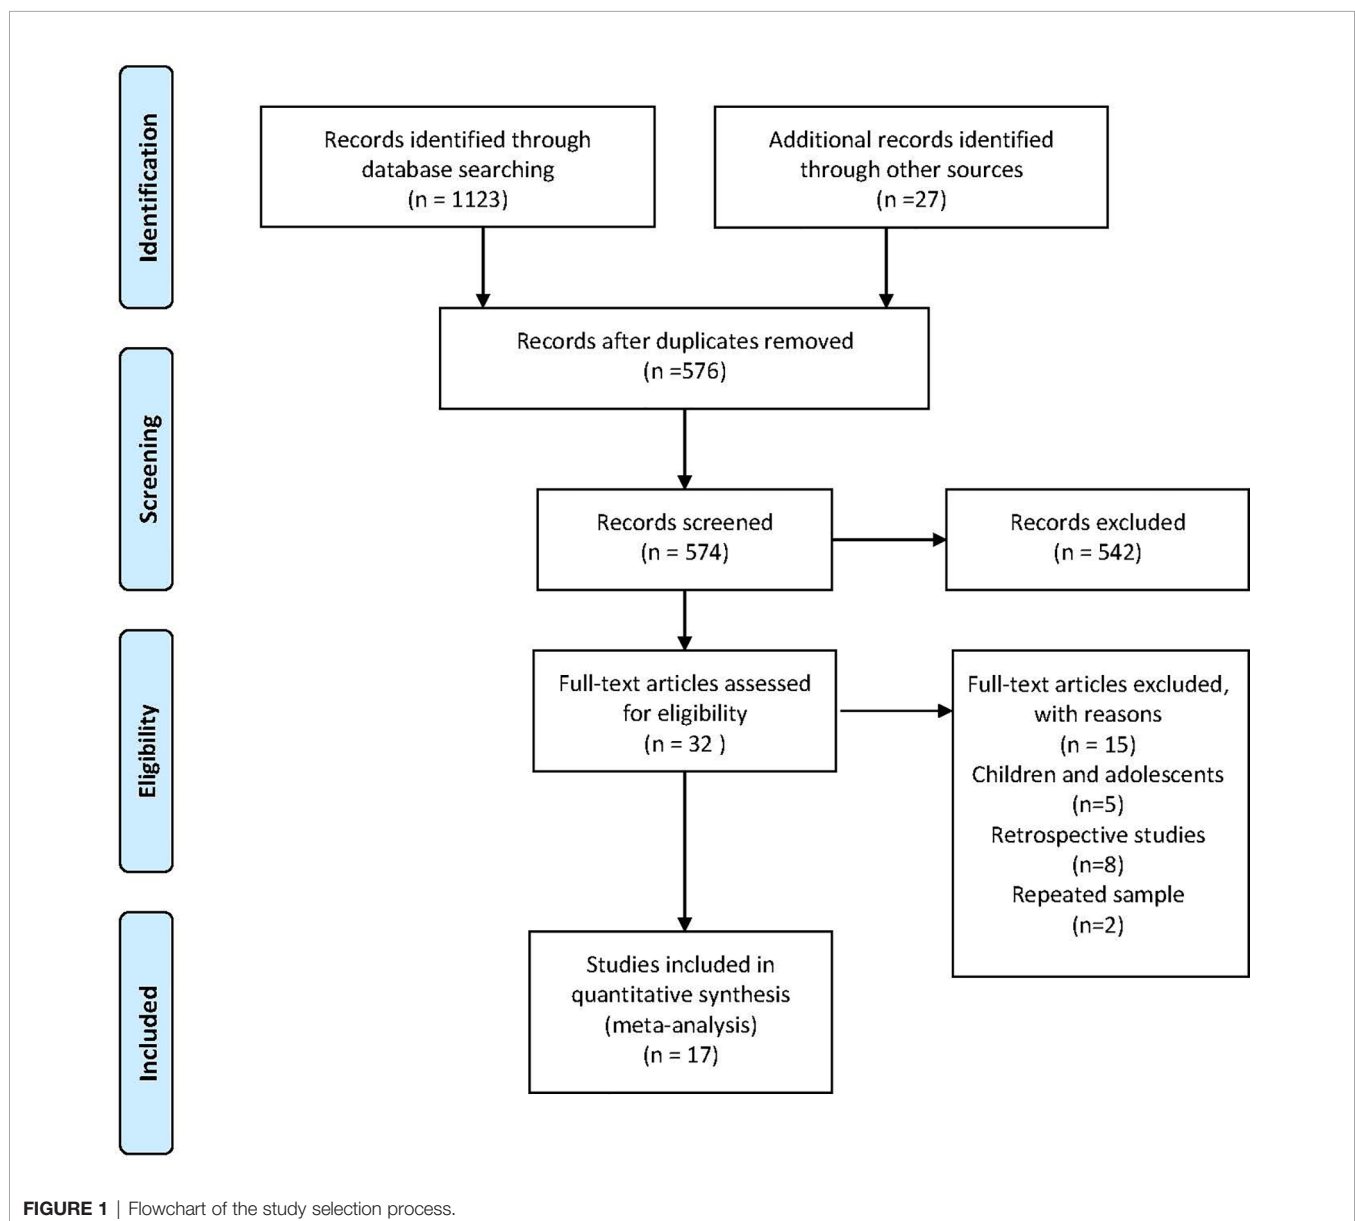 Identification
Records identified through
database searching
(n = 1123)
Additional records identified
through other sources
(n =27)
Records after duplicates removed
(n =576)
Screening
Records screened
(n = 574)
Records excluded
(n = 542)
Eligibility
Full-text articles assessed
for eligibility
(n = 32 )
Full-text articles excluded,
with reasons
(n = 15)
Children and adolescents
(n=5)
Retrospective studies
(n=8)
Repeated sample
(n=2)
Included
Studies included in
quantitative synthesis
(meta-analysis)
(n = 17)
FIGURE 1 | Flowchart of the study selection process.